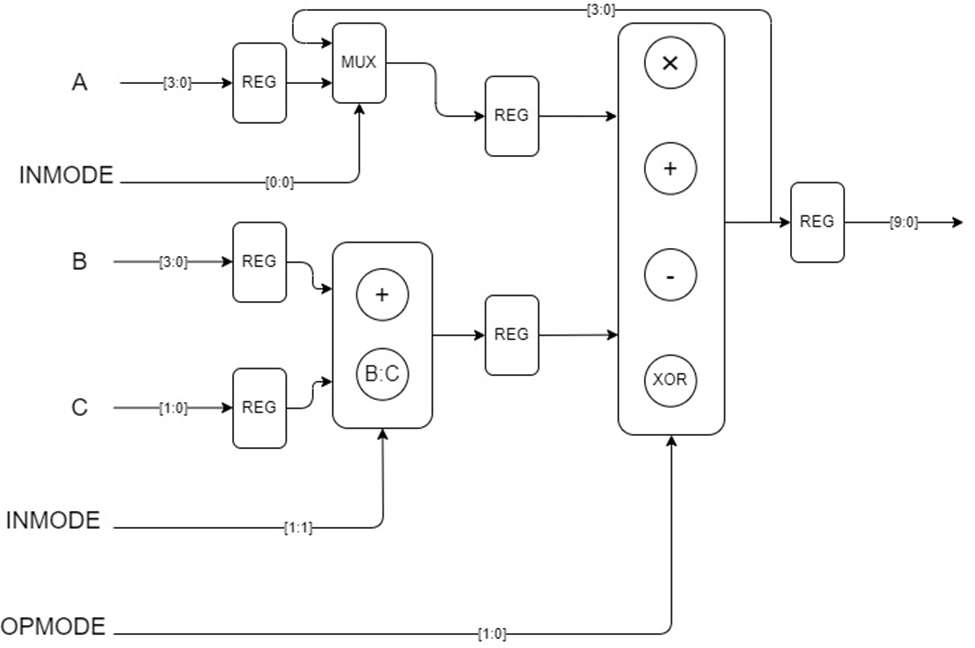 [3:0]
MUX
×
A
[3:0]
REG
REG
INMODE
[0:0]
+
B
[3:0]
REG
REG
[9:0]
+
-
REG
B:C
XOR
C
[1:0]
REG
INMODE
[1:1]
OPMODE
[1:0]